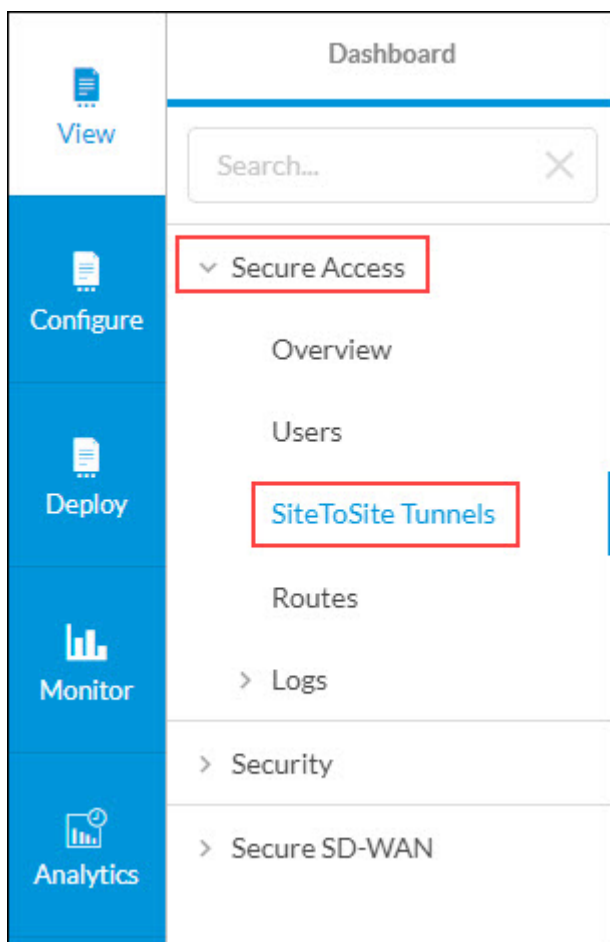 Dashboard
View
Search...
Configure
Secure Access
Overview
Users
Deploy
SiteToSite Tunnels
Routes
Monitor
Logs
Security
Analytics
Secure SD-WAN